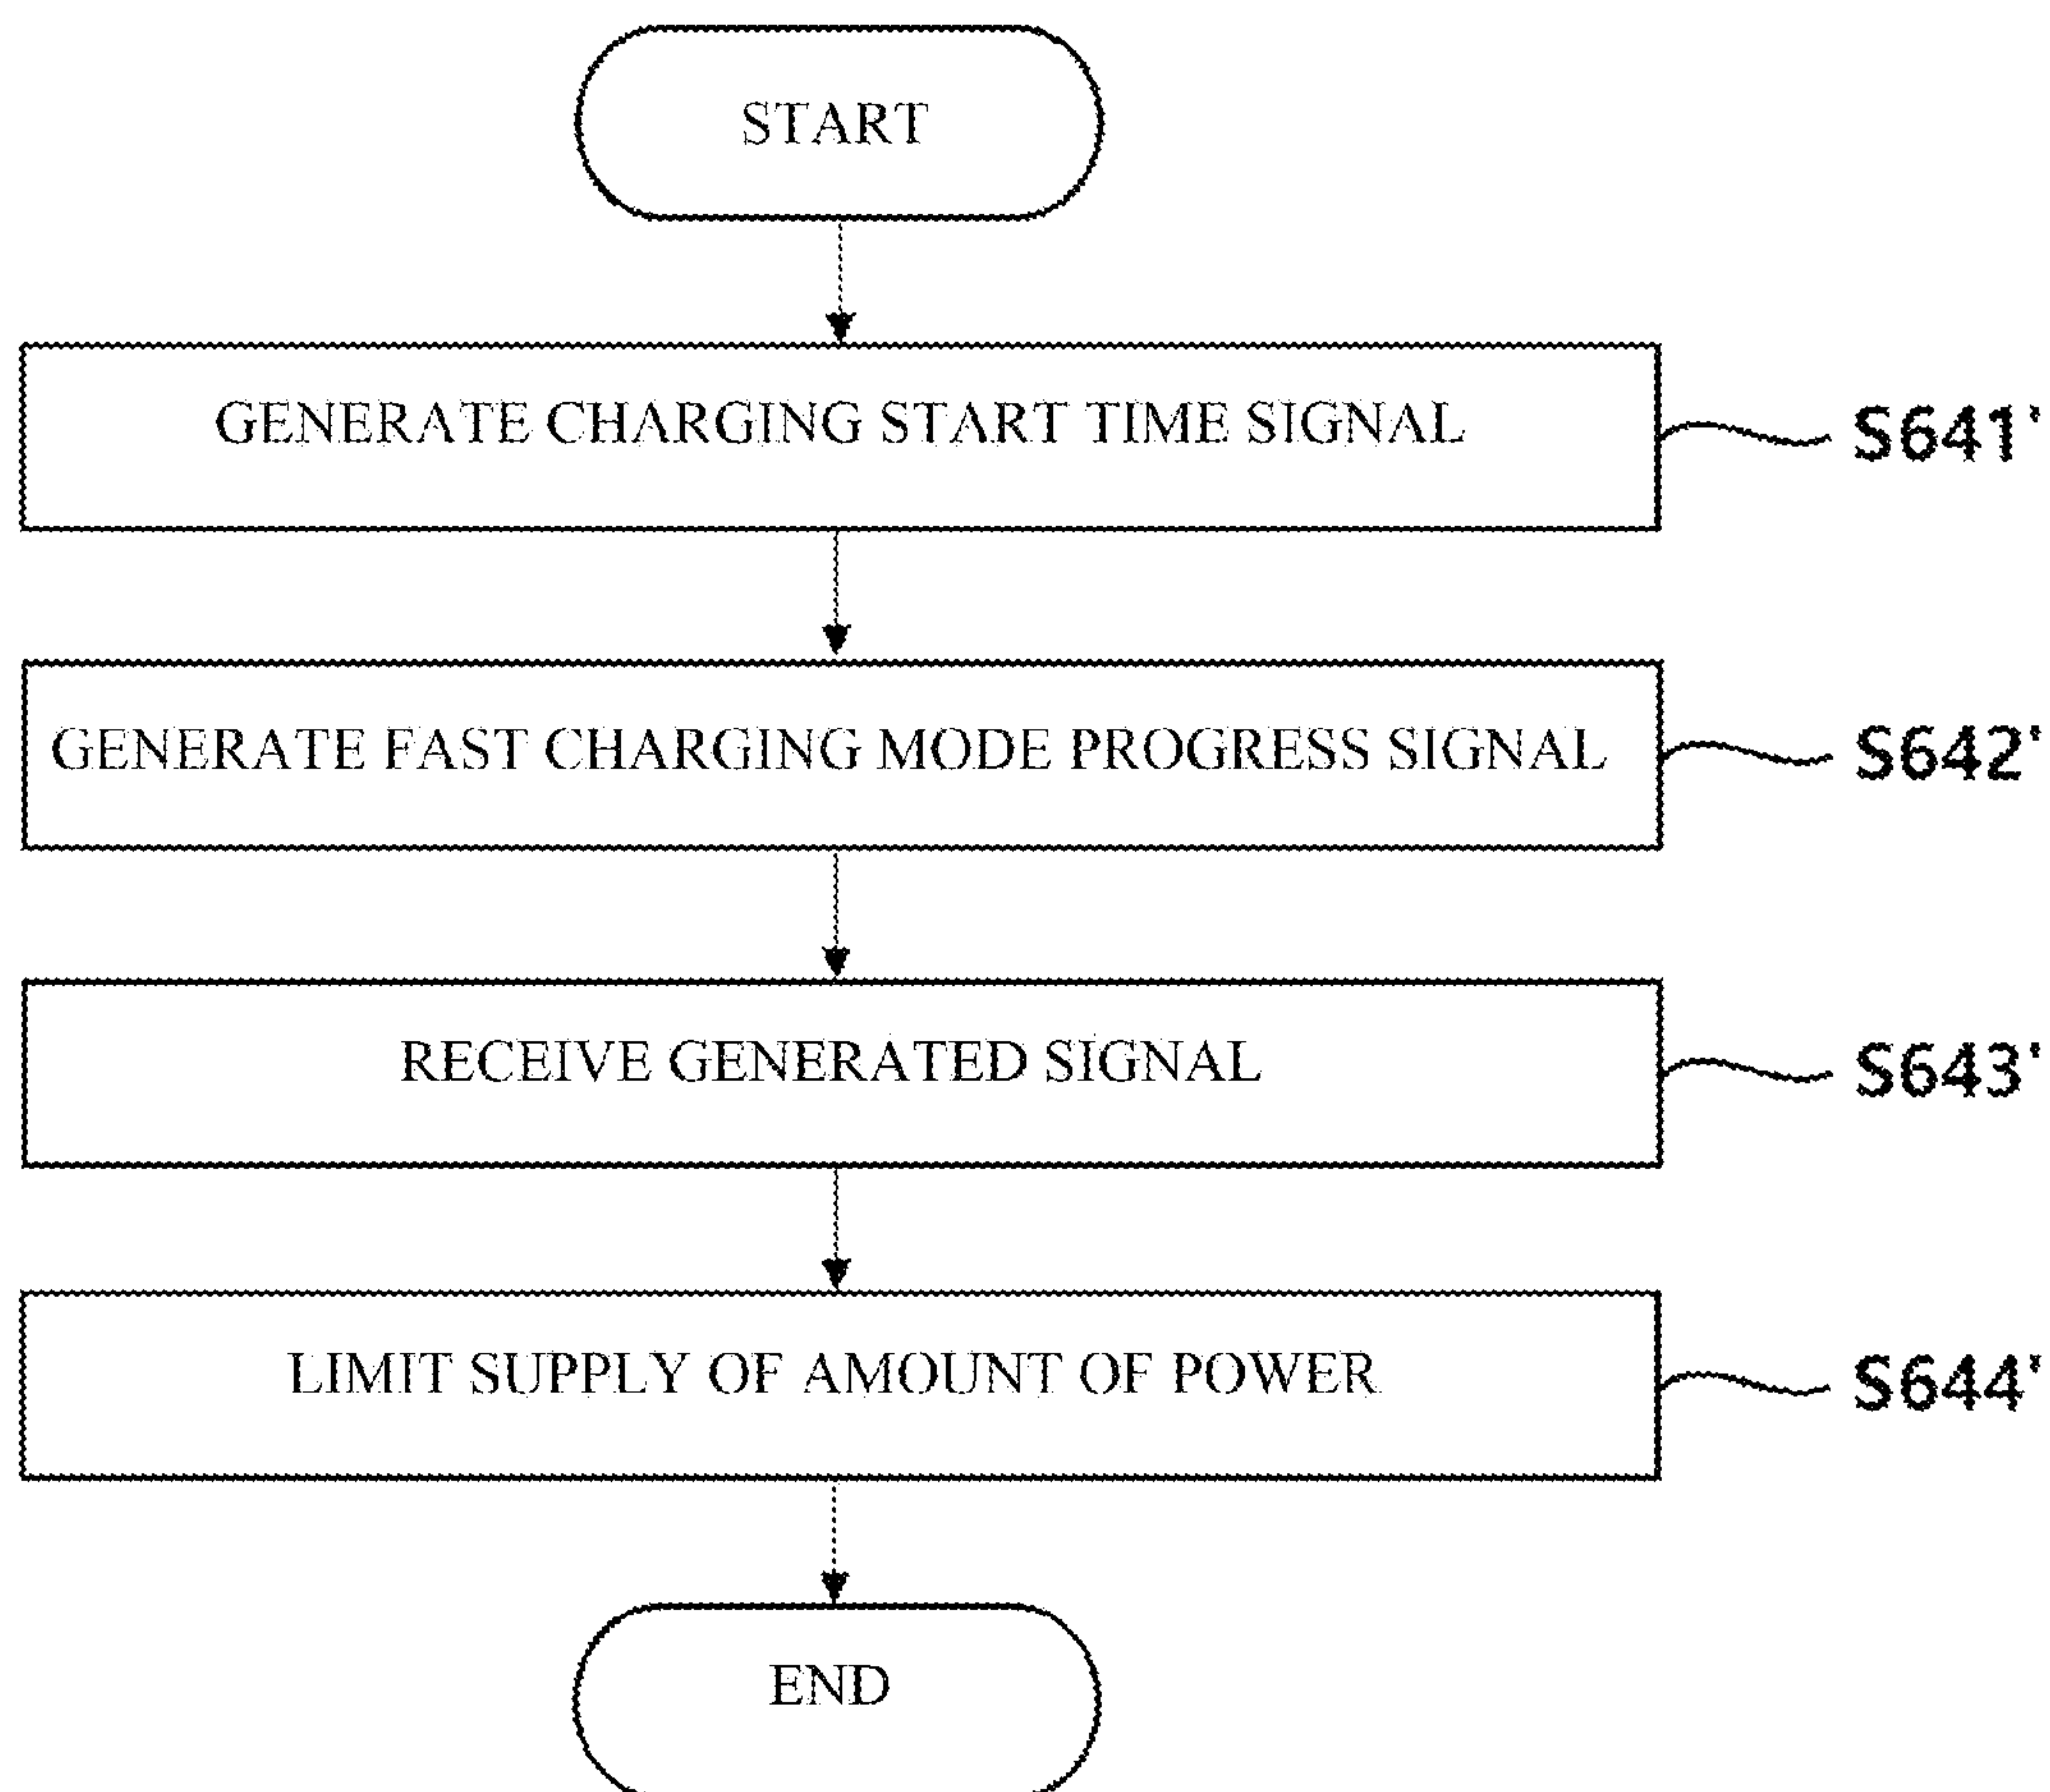 START
GENERATE CHARGING START TIME SIGNAL
S641'
GENERATE FAST CHARGING MODE PROGRESS SIGNAL
S642'
RECEIVE GENERATED SIGNAL
S643'
LIMIT SUPPLY OF AMOUNT OF POWER
S644'
END